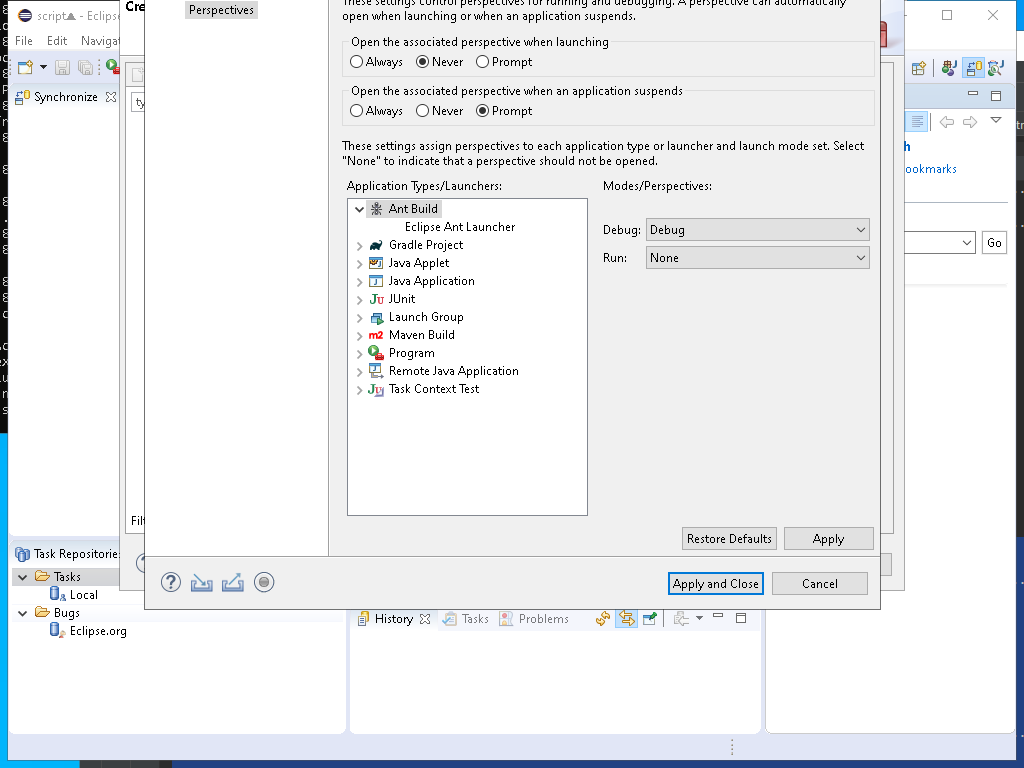 script▲ - Eclips
Cre
File Edit Naviga
Synchronize
ty
Filt
Perspectives
These settings control perspectives for running and debugging. A perspective can automatically
open when launching or when an application suspends.
Open the associated perspective when launching
Always Never Prompt
Open the associated perspective when an application suspends
Always Never Prompt
These settings assign perspectives to each application type or launcher and launch mode set. Select
"None" to indicate that a perspective should not be opened.
Application Types/Launchers:
Modes/Perspectives:
Ant Build
Eclipse Ant Launcher
Gradle Project
Java Applet
Java Application
JUnit
Launch Group
Maven Build
Program
Remote Java Application
Task Context Test
Debug: Debug
Run: None
Restore Defaults Apply
Apply and Close Cancel
h
ookmarks
Go
Task Repositorie
Tasks
Local
Bugs
Eclipse.org
History Tasks Problems